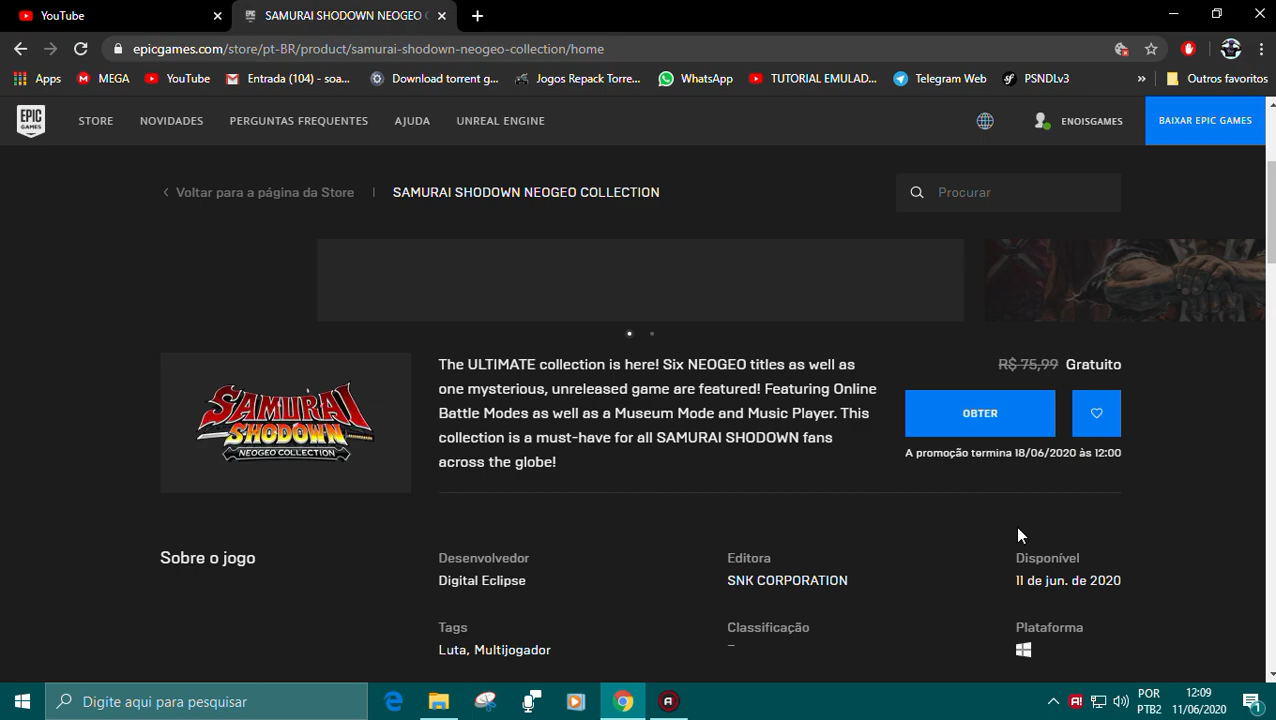 YouTube
SAMURAI SHODOWN NEOGEO C
epicgames.com/store/pt-BR/product/samurai-shodown-neogeo-collection/home
Apps MEGA YouTube Entrada (104) - soa... Download torrent g... Jogos Repack Torre... WhatsApp TUTORIAL EMULAD... Telegram Web PSNDLv3 » Outros favoritos
EPIC GAMES STORE NOVIDADES PERGUNTAS FREQUENTES AJUDA UNREAL ENGINE ENOISGAMES BAIXAR EPIC GAMES
Voltar para a página da Store | SAMURAI SHODOWN NEOGEO COLLECTION Procurar
SAMURAI
SHODOWN
NEOGEO COLLECTION
The ULTIMATE collection is here! Six NEOGEO titles as well as
one mysterious, unreleased game are featured! Featuring Online
Battle Modes as well as a Museum Mode and Music Player. This
collection is a must-have for all SAMURAI SHODOWN fans
across the globe!
R$ 75,99 Gratuito
OBTER
A promoção termina 18/06/2020 às 12:00
Sobre o jogo
Desenvolvedor
Digital Eclipse
Editora
SNK CORPORATION
Disponível
11 de jun. de 2020
Tags
Luta, Multijogador
Classificação
–
Plataforma
Digite aqui para pesquisar
POR
PTB2
12:09
11/06/2020
1